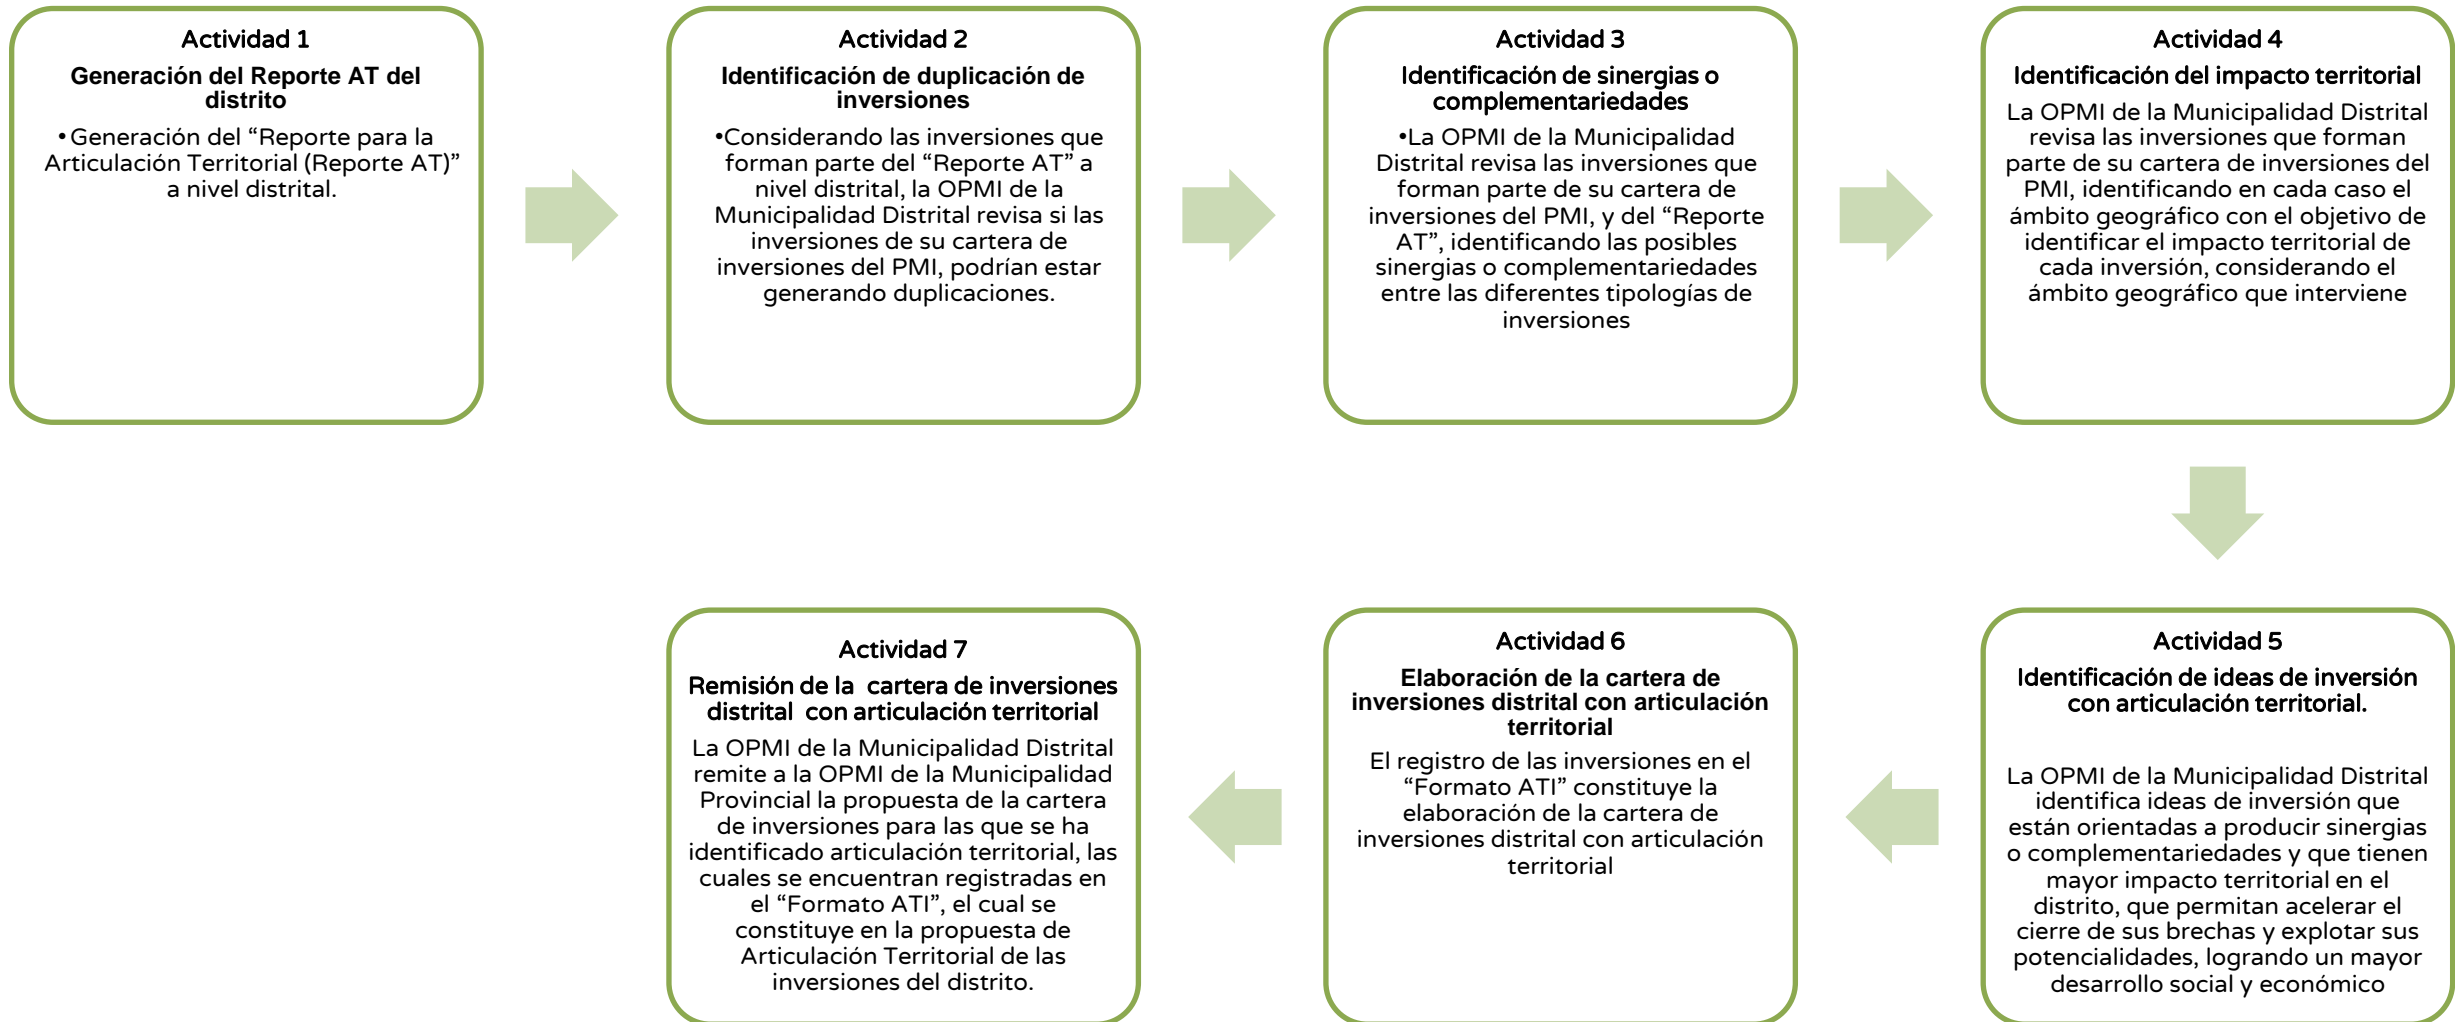 Actividad 1
Generación del Reporte AT del
distrito
•Generación del “Reporte para la
Articulación Territorial (Reporte AT)”
a nivel distrital.
Actividad 2
Identificación de duplicación de
inversiones
•Considerando las inversiones que
forman parte del “Reporte AT” a
nivel distrital, la OPMI de la
Municipalidad Distrital revisa si las
inversiones de su cartera de
inversiones del PMI, podrían estar
generando duplicaciones.
Actividad 3
Identificación de sinergias o
complementariedades
•La OPMI de la Municipalidad
Distrital revisa las inversiones que
forman parte de su cartera de
inversiones del PMI, y del “Reporte
AT”, identificando las posibles
sinergias o complementariedades
entre las diferentes tipologías de
inversiones
Actividad 4
Identificación del impacto territorial
La OPMI de la Municipalidad Distrital
revisa las inversiones que forman
parte de su cartera de inversiones del
PMI, identificando en cada caso el
ámbito geográfico con el objetivo de
identificar el impacto territorial de
cada inversión, considerando el
ámbito geográfico que interviene
Actividad 5
Identificación de ideas de inversión
con articulación territorial.
La OPMI de la Municipalidad Distrital
identifica ideas de inversión que
están orientadas a producir sinergias
o complementariedades y que tienen
mayor impacto territorial en el
distrito, que permitan acelerar el
cierre de sus brechas y explotar sus
potencialidades, logrando un mayor
desarrollo social y económico
Actividad 6
Elaboración de la cartera de
inversiones distrital con articulación
territorial
El registro de las inversiones en el
“Formato ATI” constituye la
elaboración de la cartera de
inversiones distrital con articulación
territorial
Actividad 7
Remisión de la cartera de inversiones
distrital con articulación territorial
La OPMI de la Municipalidad Distrital
remite a la OPMI de la Municipalidad
Provincial la propuesta de la cartera
de inversiones para las que se ha
identificado articulación territorial, las
cuales se encuentran registradas en
el “Formato ATI”, el cual se
constituye en la propuesta de
Articulación Territorial de las
inversiones del distrito.